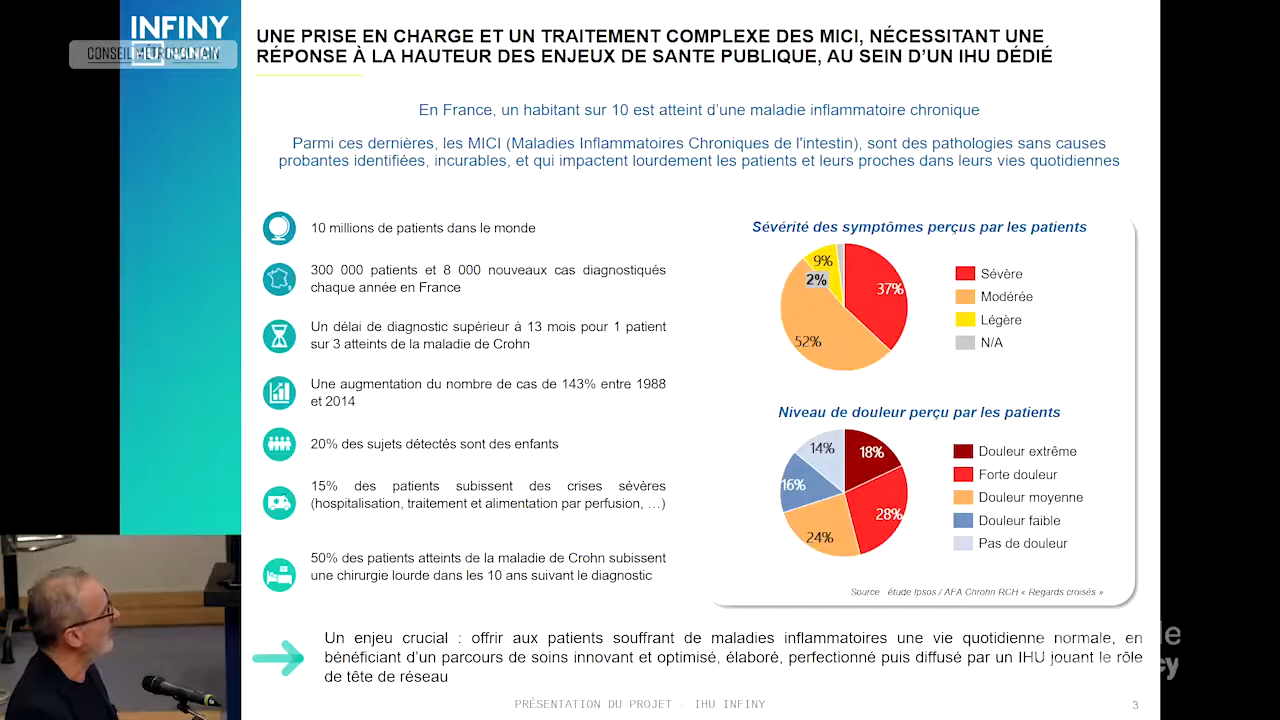 INFINY
CONSEIL MÉTROPOLITAIN
UNE PRISE EN CHARGE ET UN TRAITEMENT COMPLEXE DES MICI, NÉCESSITANT UNE
RÉPONSE À LA HAUTEUR DES ENJEUX DE SANTE PUBLIQUE, AU SEIN D'UN IHU DÉDIÉ
En France, un habitant sur 10 est atteint d'une maladie inflammatoire chronique
Parmi ces dernières, les MICI (Maladies Inflammatoires Chroniques de l'intestin), sont des pathologies sans causes
probantes identifiées, incurables, et qui impactent lourdement les patients et leurs proches dans leurs vies quotidiennes
10 millions de patients dans le monde
300 000 patients et 8 000 nouveaux cas diagnostiqués
chaque année en France
Un délai de diagnostic supérieur à 13 mois pour 1 patient
sur 3 atteints de la maladie de Crohn
Une augmentation du nombre de cas de 143% entre 1988
et 2014
20% des sujets détectés sont des enfants
15% des patients subissent des crises sévères
(hospitalisation, traitement et alimentation par perfusion, …)
50% des patients atteints de la maladie de Crohn subissent
une chirurgie lourde dans les 10 ans suivant le diagnostic
Sévérité des symptômes perçus par les patients
9%
2%
37%
52%
Sévère
Modérée
Légère
N/A
Niveau de douleur perçu par les patients
14%
18%
16%
28%
24%
Douleur extrême
Forte douleur
Douleur moyenne
Douleur faible
Pas de douleur
Source étude Ipsos / AFA Chrohn RCH « Regards croisés »
Un enjeu crucial : offrir aux patients souffrant de maladies inflammatoires une vie quotidienne normale, en
bénéficiant d'un parcours de soins innovant et optimisé, élaboré, perfectionné puis diffusé par un IHU jouant le rôle
de tête de réseau
PRÉSENTATION DU PROJET - IHU INFINY
3